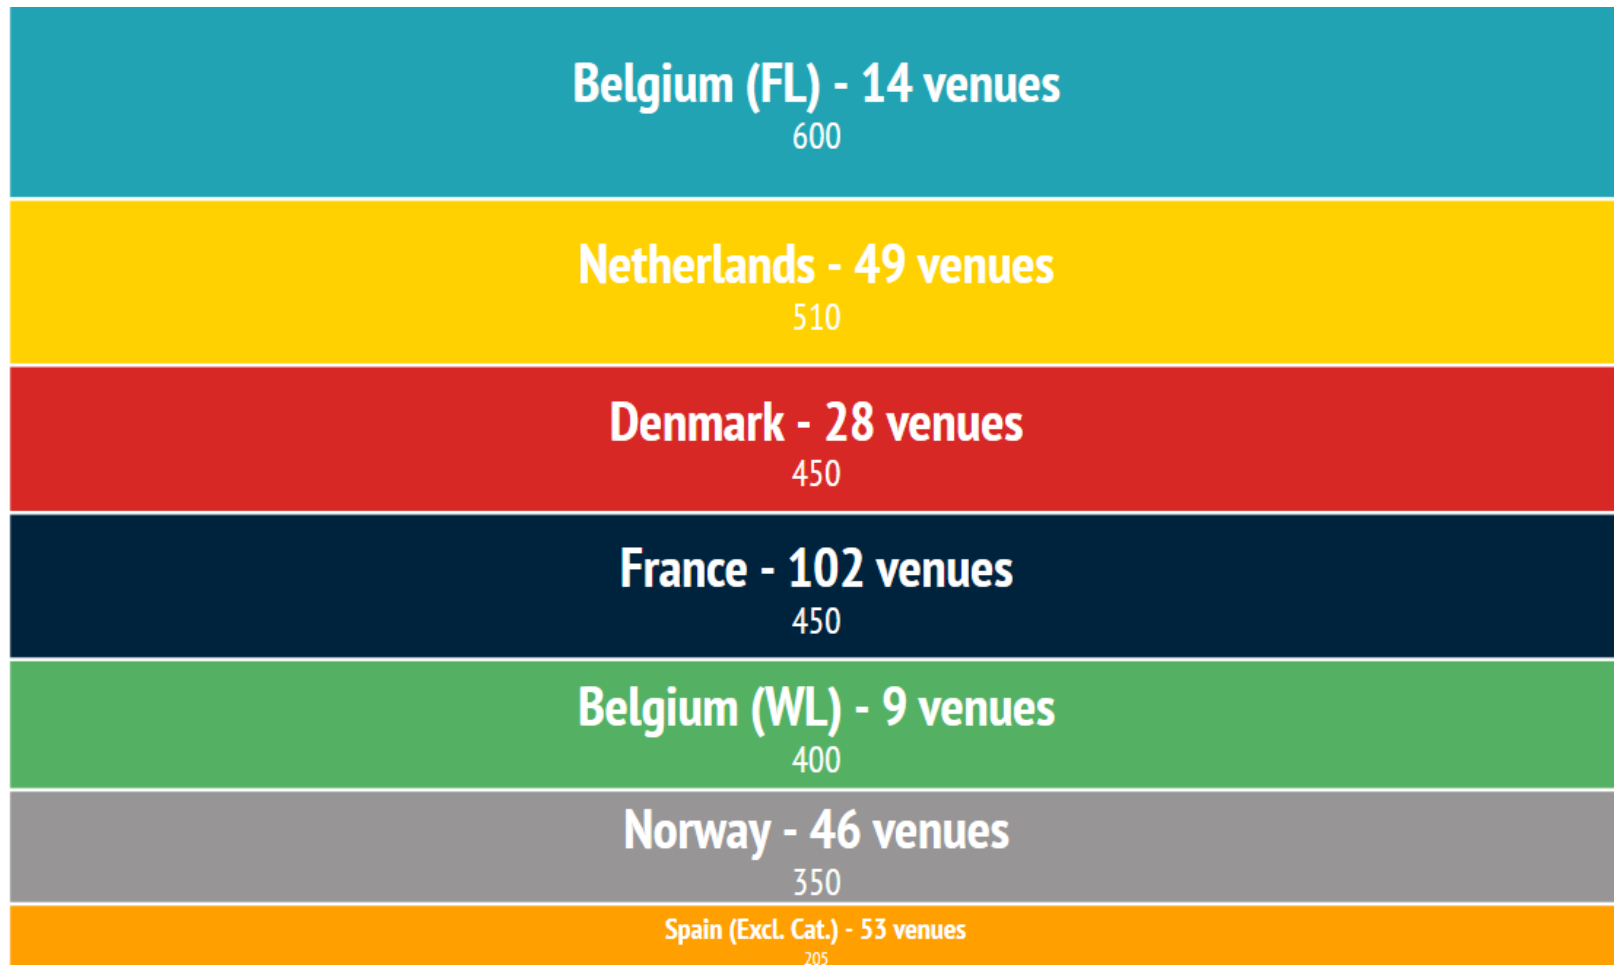 Belgium (FL) - 14 venues
600
Netherlands - 49 venues
510
Denmark - 28 venues
450
France - 102 venues
450
Belgium (WL) - 9 venues
400
Norway - 46 venues
350
Spain (Excl. Cat.) - 53 venues
205